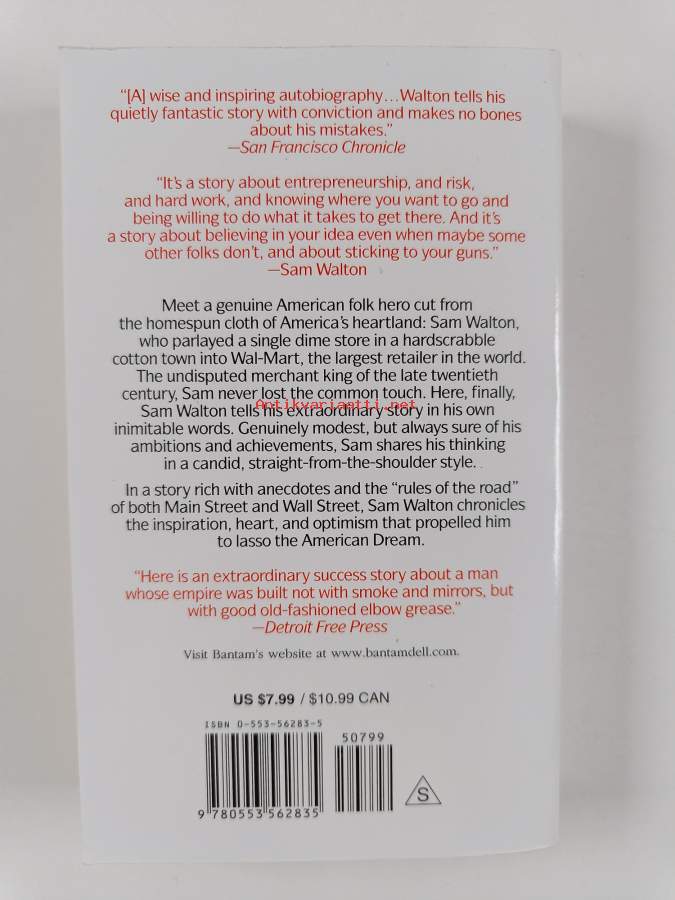 “[A] wise and inspiring autobiography…Walton tells his
quietly fantastic story with conviction and makes no bones
about his mistakes.”
—San Francisco Chronicle
“It’s a story about entrepreneurship, and risk,
and hard work, and knowing where you want to go and
being willing to do what it takes to get there. And it’s
a story about believing in your idea even when maybe some
other folks don’t, and about sticking to your guns.”
—Sam Walton
Meet a genuine American folk hero cut from
the homespun cloth of America’s heartland: Sam Walton,
who parlayed a single dime store in a hardscrabble
cotton town into Wal-Mart, the largest retailer in the world.
The undisputed merchant king of the late twentieth
century, Sam never lost the common touch. Here, finally,
Antikvariaatti.net
Sam Walton tells his extraordinary story in his own
inimitable words. Genuinely modest, but always sure of his
ambitions and achievements, Sam shares his thinking
in a candid, straight-from-the-shoulder style.
In a story rich with anecdotes and the “rules of the road”
of both Main Street and Wall Street, Sam Walton chronicles
the inspiration, heart, and optimism that propelled him
to lasso the American Dream.
“Here is an extraordinary success story about a man
whose empire was built not with smoke and mirrors, but
with good old-fashioned elbow grease.”
—Detroit Free Press
Visit Bantam’s website at www.bantamdell.com.
US $7.99 / $10.99 CAN
ISBN 0-553-56283-5
50799
9 780553 562835
S